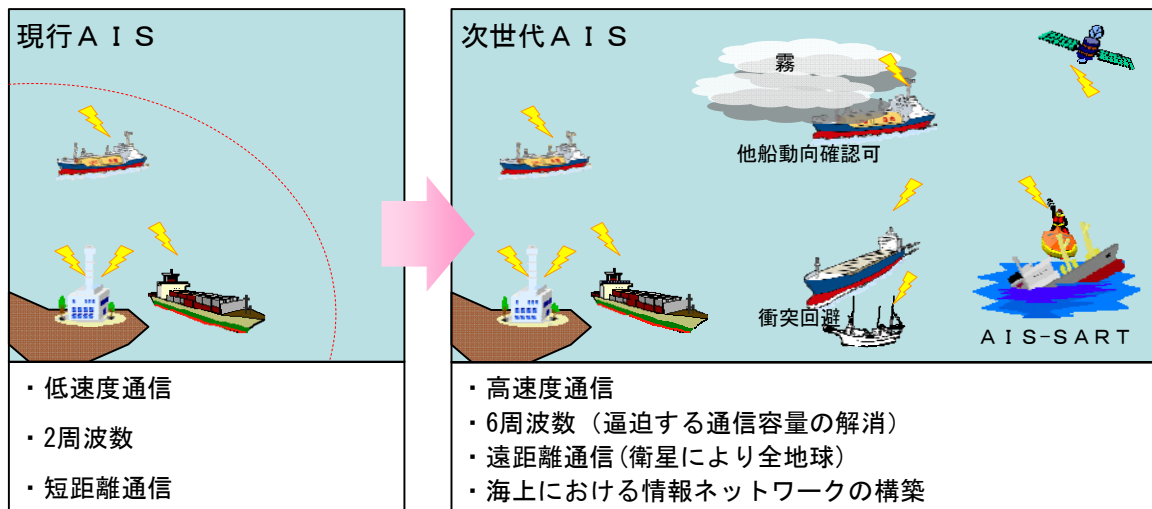 現行ＡＩＳ
・低速度通信
・2周波数
・短距離通信
次世代ＡＩＳ
霧
他船動向確認可
衝突回避
ＡＩＳ-ＳＡＲＴ
・高速度通信
・6周波数（逼迫する通信容量の解消）
・遠距離通信(衛星により全地球)
・海上における情報ネットワークの構築